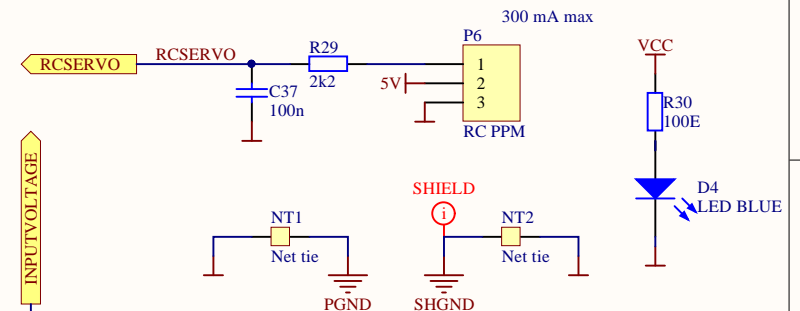 300 mA max
RCSERVO
RCSERVO
R29
2k2
C37
100n
P6
1
5V
2
3
RC PPM
VCC
R30
100E
D4
LED BLUE
INPUTVOLTAGE
NT1
Net tie
PGND
SHIELD
i
NT2
Net tie
SHGND